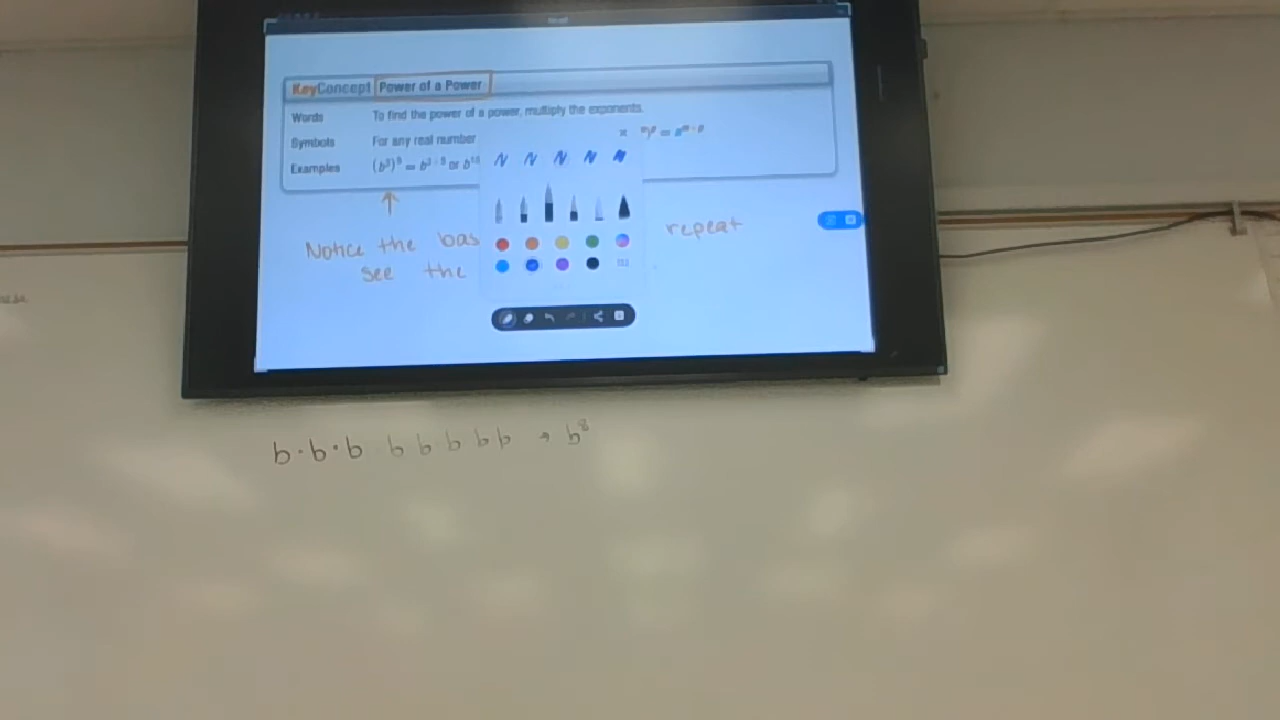 KeyConcept Power of a Power
Words To find the power of a power, multiply the exponents.
Symbols For any real number
Examples
Notice the bas repeat
see the
b · b · b b b b b b → b⁸